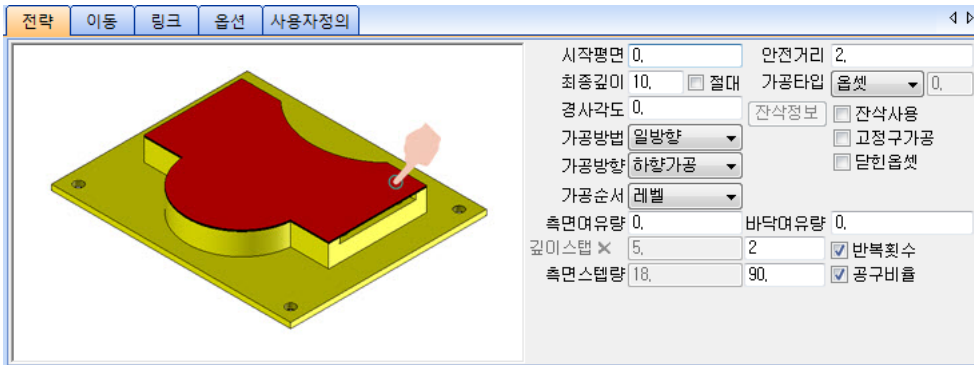 전략 이동 링크 옵션 사용자정의
시작평면 0, 안전거리 2,
최종깊이 10, 절대 가공타입 옵셋 0,
경사각도 0, 잔삭정보 잔삭사용
가공방법 일방향 고정구가공
가공방향 하향가공 닫힌옵셋
가공순서 레벨
측면여유량 0, 바닥여유량 0,
깊이스탭 × 5, 2 반복횟수
측면스텝량 18, 90, 공구비율